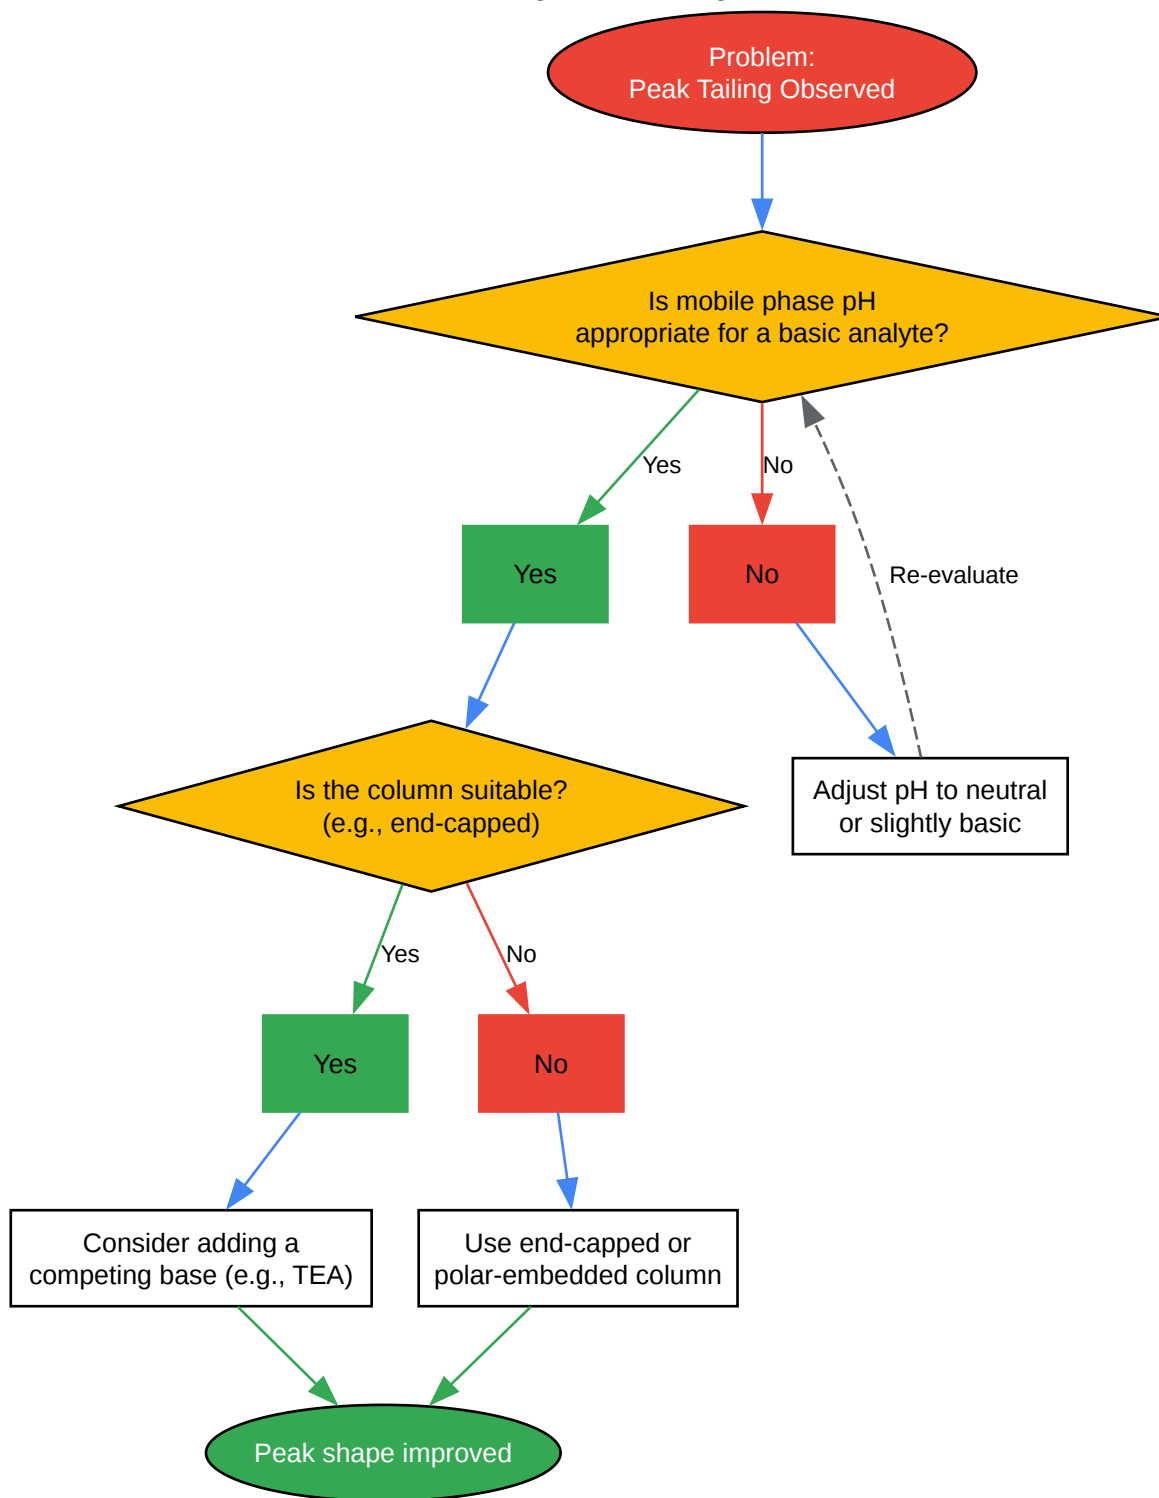 Problem:
Peak Tailing Observed
Is mobile phase pH
appropriate for a basic analyte?
Yes
No
Yes
No
Re-evaluate
Adjust pH to neutral
or slightly basic
Is the column suitable?
(e.g., end-capped)
Yes
No
Yes
No
Consider adding a
competing base (e.g., TEA)
Use end-capped or
polar-embedded column
Peak shape improved